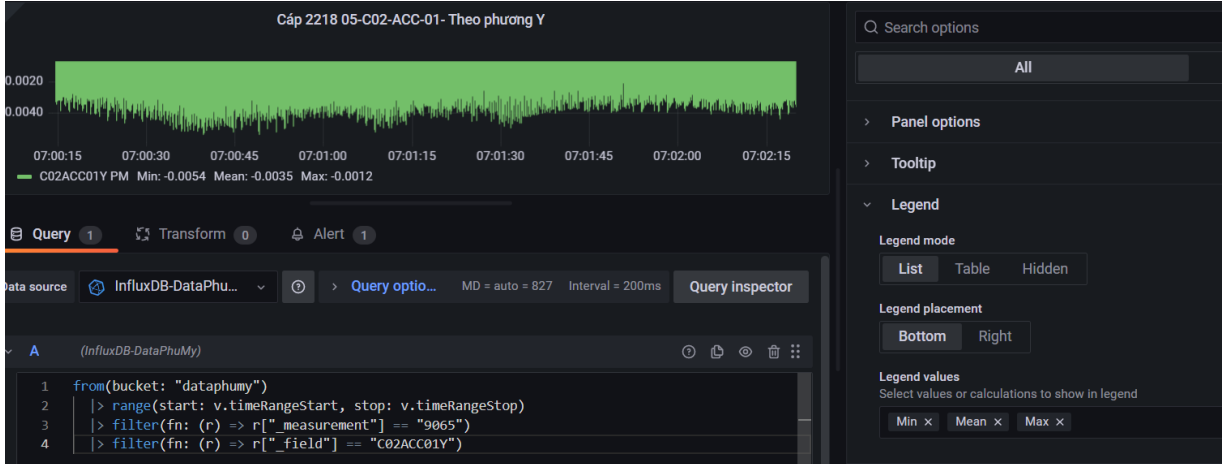 Cáp 2218 05-C02-ACC-01- Theo phương Y
0.0020
0.0040
07:00:15 07:00:30 07:00:45 07:01:00 07:01:15 07:01:30 07:01:45 07:02:00 07:02:15
C02ACC01Y PM Min: -0.0054 Mean: -0.0035 Max: -0.0012
Query 1 Transform 0 Alert 1
Data source InfluxDB-DataPhu... Query optio... MD = auto = 827 Interval = 200ms Query inspector
A (InfluxDB-DataPhuMy)
1 from(bucket: "dataphumy")
2 |> range(start: v.timeRangeStart, stop: v.timeRangeStop)
3 |> filter(fn: (r) => r["_measurement"] == "9065")
4 |> filter(fn: (r) => r["_field"] == "C02ACC01Y")
Search options
All
Panel options
Tooltip
Legend
Legend mode
List Table Hidden
Legend placement
Bottom Right
Legend values
Select values or calculations to show in legend
Min × Mean × Max ×